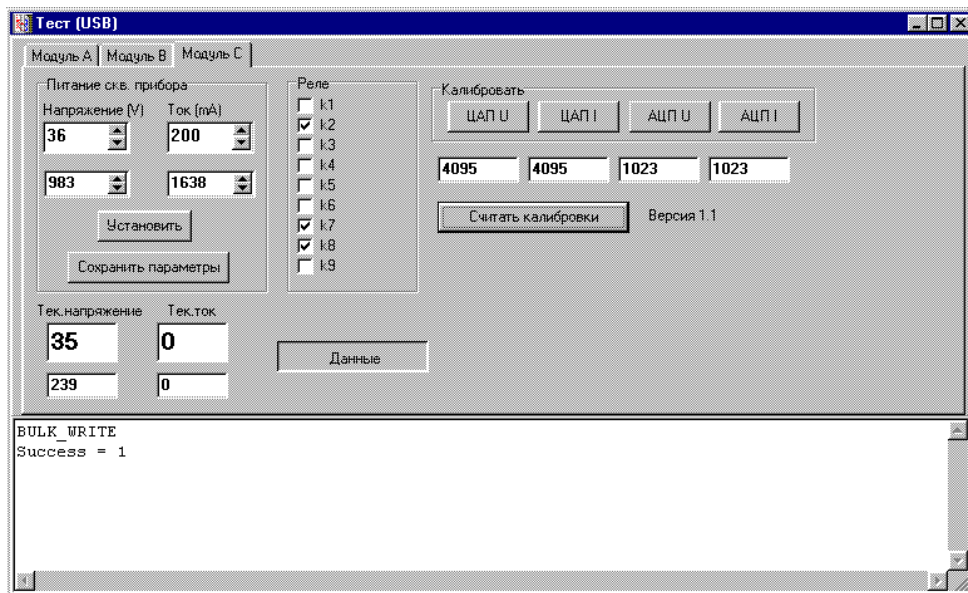 Тест (USB)
Модуль A Модуль B Модуль C
Питание скв. прибора
Напряжение (V) Ток (mA)
36 200
983 1638
Установить
Сохранить параметры
Реле
k1
k2
k3
k4
k5
k6
k7
k8
k9
Калибровать
ЦАП U ЦАП I АЦП U АЦП I
4095 4095 1023 1023
Считать калибровки Версия 1.1
Тек.напряжение Тек.ток
35 0
239 0
Данные
BULK_WRITE
Success = 1